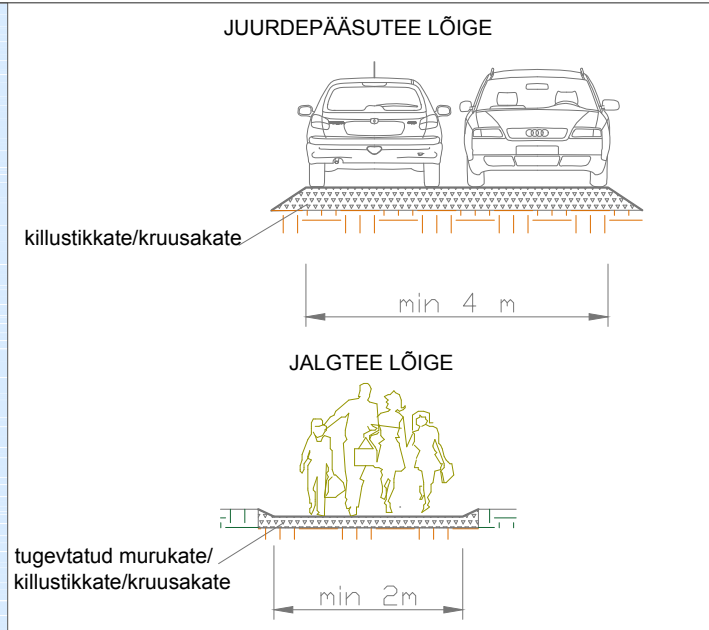 JUURDEPÄÄSUTEE LÕIGE
killustikkate/kruusakate
min 4 m
JALGTEE LÕIGE
tugevtatud murukate/
killustikkate/kruusakate
min 2m